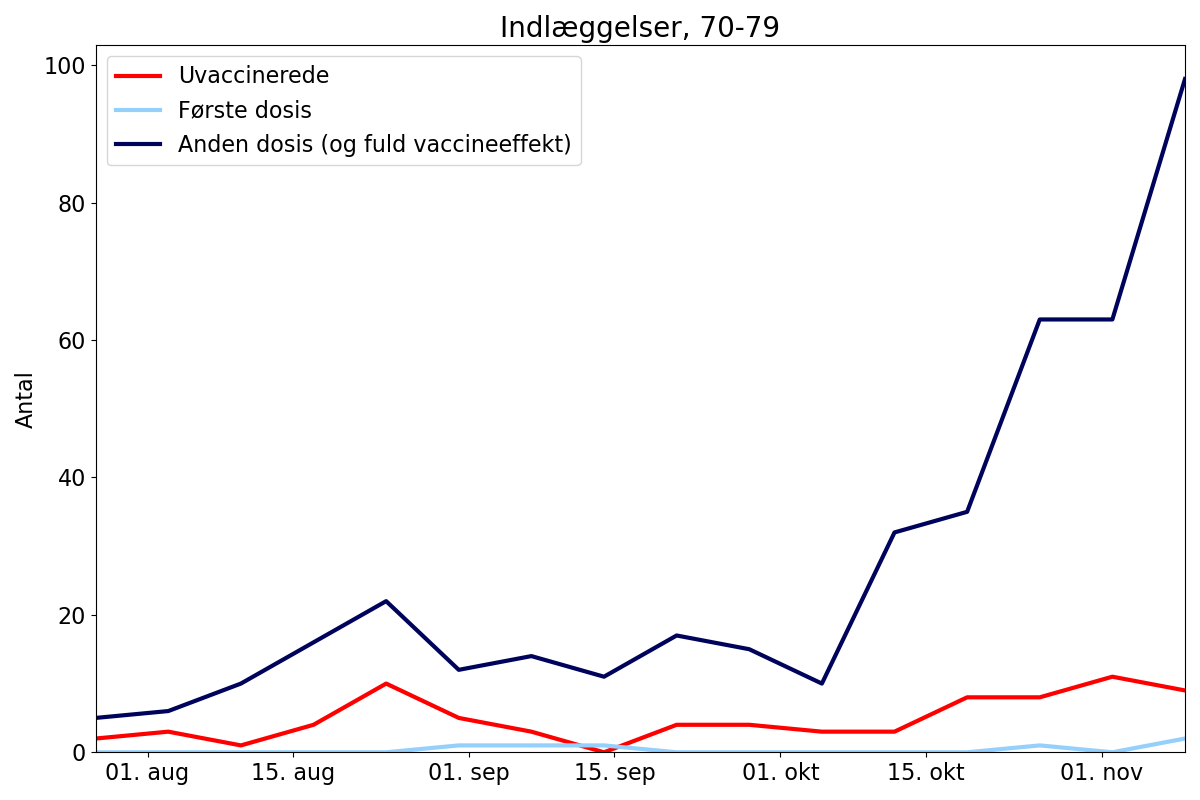 Indlæggelser, 70-79
Uvaccinerede
Første dosis
Anden dosis (og fuld vaccineeffekt)
Antal
100
80
60
40
20
0
01. aug
15. aug
01. sep
15. sep
01. okt
15. okt
01. nov